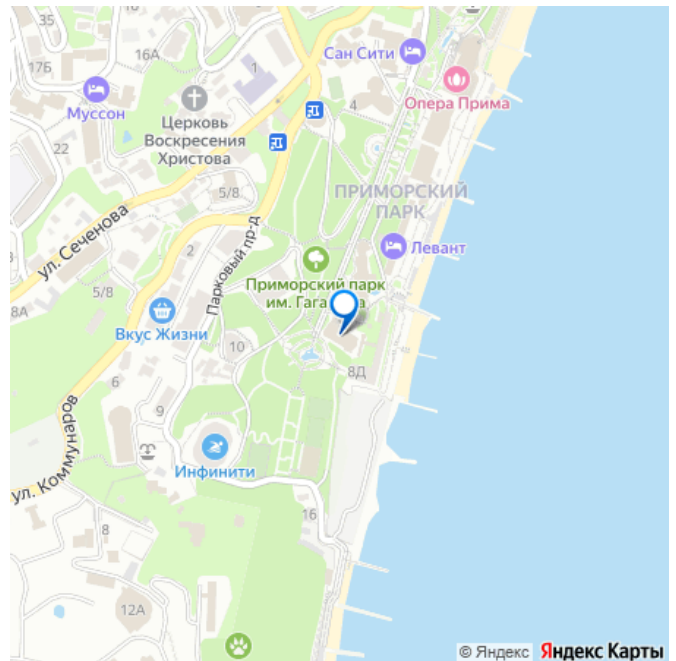 35
16А
17Б
Муссон
1
Сан Сити
4
Опера Прима
Церковь
Воскресения
Христова
22
5/8
ПРИМОРСКИЙ
ПАРК
ул. Сеченова
Парковый пр-д
2
Левант
5/8
8А
Приморский парк
им. Гага
а
Вкус Жизни
10
8Д
6
9
ул. Коммунаров
Инфинити
16
8
12А
© Яндекс Яндекс Карты